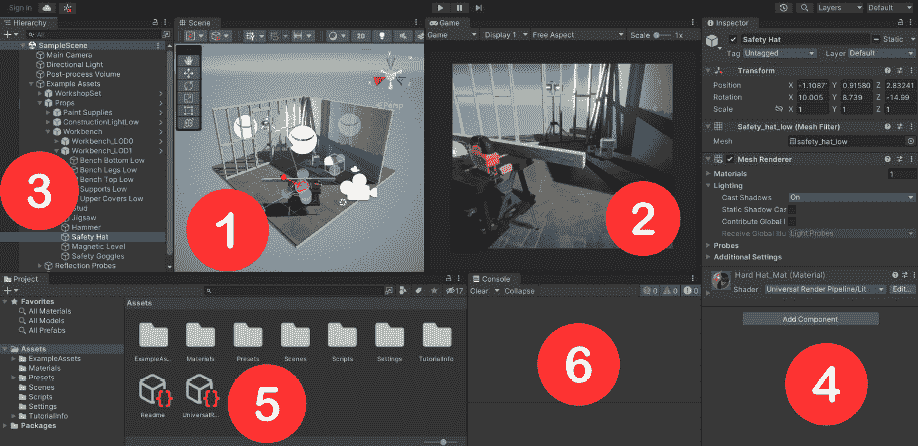 Sign in
Layers
Default
Hierarchy
All
SampleScene
Main Camera
Directional Light
Post-process Volume
Example Assets
WorkshopSet
Props
Paint Supplies
ConstructionLightLow
Workbench
Workbench_LOD0
Workbench_LOD1
Bench Bottom Low
Bench Legs Low
Bench Top Low
Supports Low
Upper Covers Low
Stud
Jigsaw
Hammer
Safety Hat
Magnetic Level
Safety Goggles
Reflection Probes
3
Scene
2D
Persp
1
Game
Game
Display 1
Free Aspect
Scale
1x
2
Inspector
Safety Hat
Static
Tag
Untagged
Layer
Default
Transform
Position X -1.1087 Y 0.91580 Z 2.83241
Rotation X 10.005 Y 8.739 Z -14.99
Scale X 1 Y 1 Z 1
Safety_hat_low (Mesh Filter)
Mesh
safety_hat_low
Mesh Renderer
Materials
1
Lighting
Cast Shadows
On
Static Shadow Cas
Contribute Global I
Receive Global Illu
Light Probes
Probes
Additional Settings
Hard Hat_Mat (Material)
Shader
Universal Render Pipeline/Lit
Edit...
Add Component
4
Project
17
Favorites
All Materials
All Models
All Prefabs
Assets
ExampleAssets
Materials
Presets
Scenes
Scripts
Settings
TutorialInfo
Packages
Assets
ExampleAs...
Materials
Presets
Scenes
Scripts
Settings
TutorialInfo
Readme
UniversalR...
5
Console
Clear
Collapse
0
0
0
6